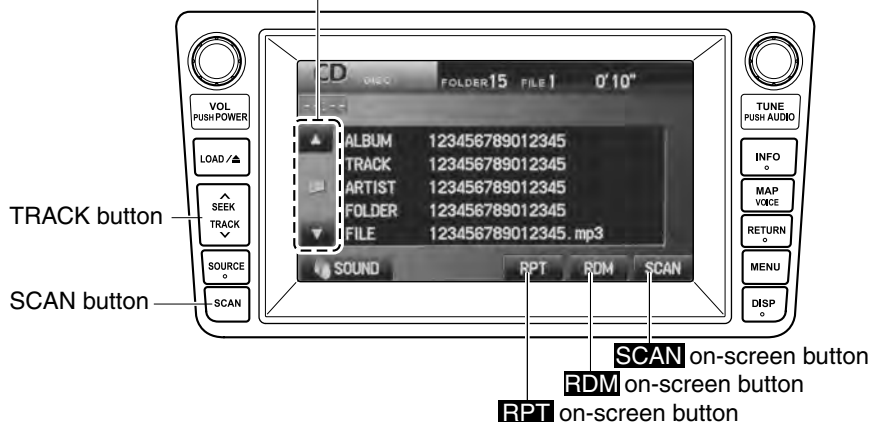 CD DISC FOLDER15 FILE1 0'10"
--:--
VOL
PUSH POWER
TUNE
PUSH AUDIO
LOAD/⏏
INFO
ALBUM 123456789012345
TRACK 123456789012345
ARTIST 123456789012345
FOLDER 123456789012345
FILE 123456789012345.mp3
MAP
VOICE
SEEK
TRACK
TRACK button
RETURN
SOURCE
SOUND RPT RDM SCAN
MENU
SCAN button
SCAN
DISP
SCAN on-screen button
RDM on-screen button
RPT on-screen button